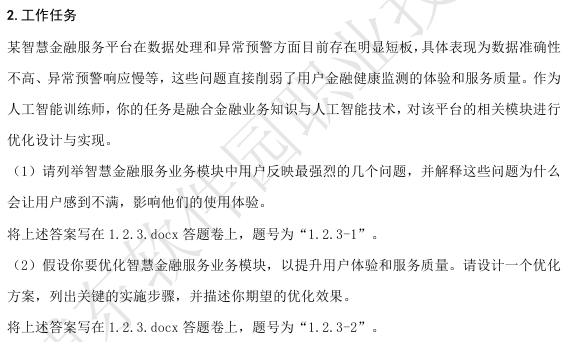 2.工作任务
某智慧金融服务平台在数据处理和异常预警方面目前存在明显短板,具体表现为数据准确性
不高、异常预警响应慢等，这些问题直接削弱了用户金融健康监测的体验和服务质量。作为
人工智能训练师,你的任务是融合金融业务知识与人工智能技术，对该平台的相关模块进行
优化设计与实现。
（1）请列举智慧金融服务业务模块中用户反映最强烈的几个问题，并解释这些问题为什么
会让用户感到不满，影响他们的使用体验。
将上述答案写在 1.2.3.docx 答题卷上，题号为“1.2.3-1”。
（2）假设你要优化智慧金融服务业务模块，以提升用户体验和服务质量。请设计一个优化
方案，列出关键的实施步骤，并描述你期望的优化效果。
将上述答案写在 1.2.3.docx 答题卷上，题号为“1.2.3-2”。
东软件园职业技